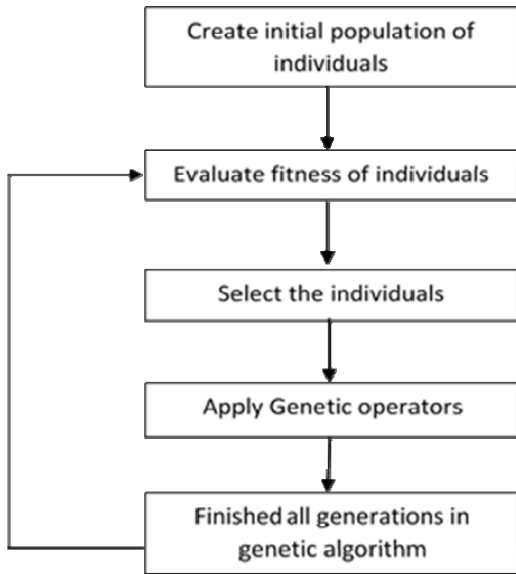 Create initial population of
individuals
Evaluate fitness of individuals
Select the individuals
Apply Genetic operators
Finished all generations in
genetic algorithm